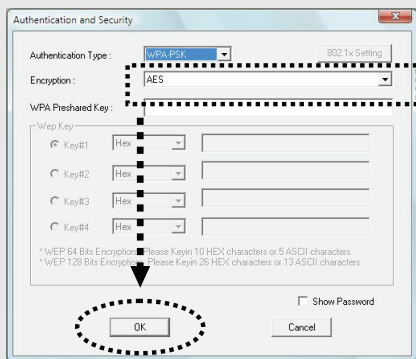 Authentication and Security
Authentication Type : WPA-PSK 802.1x Setting
Encryption : AES
WPA Preshared Key :
Wep Key
Key#1 Hex
Key#2 Hex
Key#3 Hex
Key#4 Hex
* WEP 64 Bits Encryption: Please Keyin 10 HEX characters or 5 ASCII characters
* WEP 128 Bits Encryption: Please Keyin 26 HEX characters or 13 ASCII characters
Show Password
OK Cancel